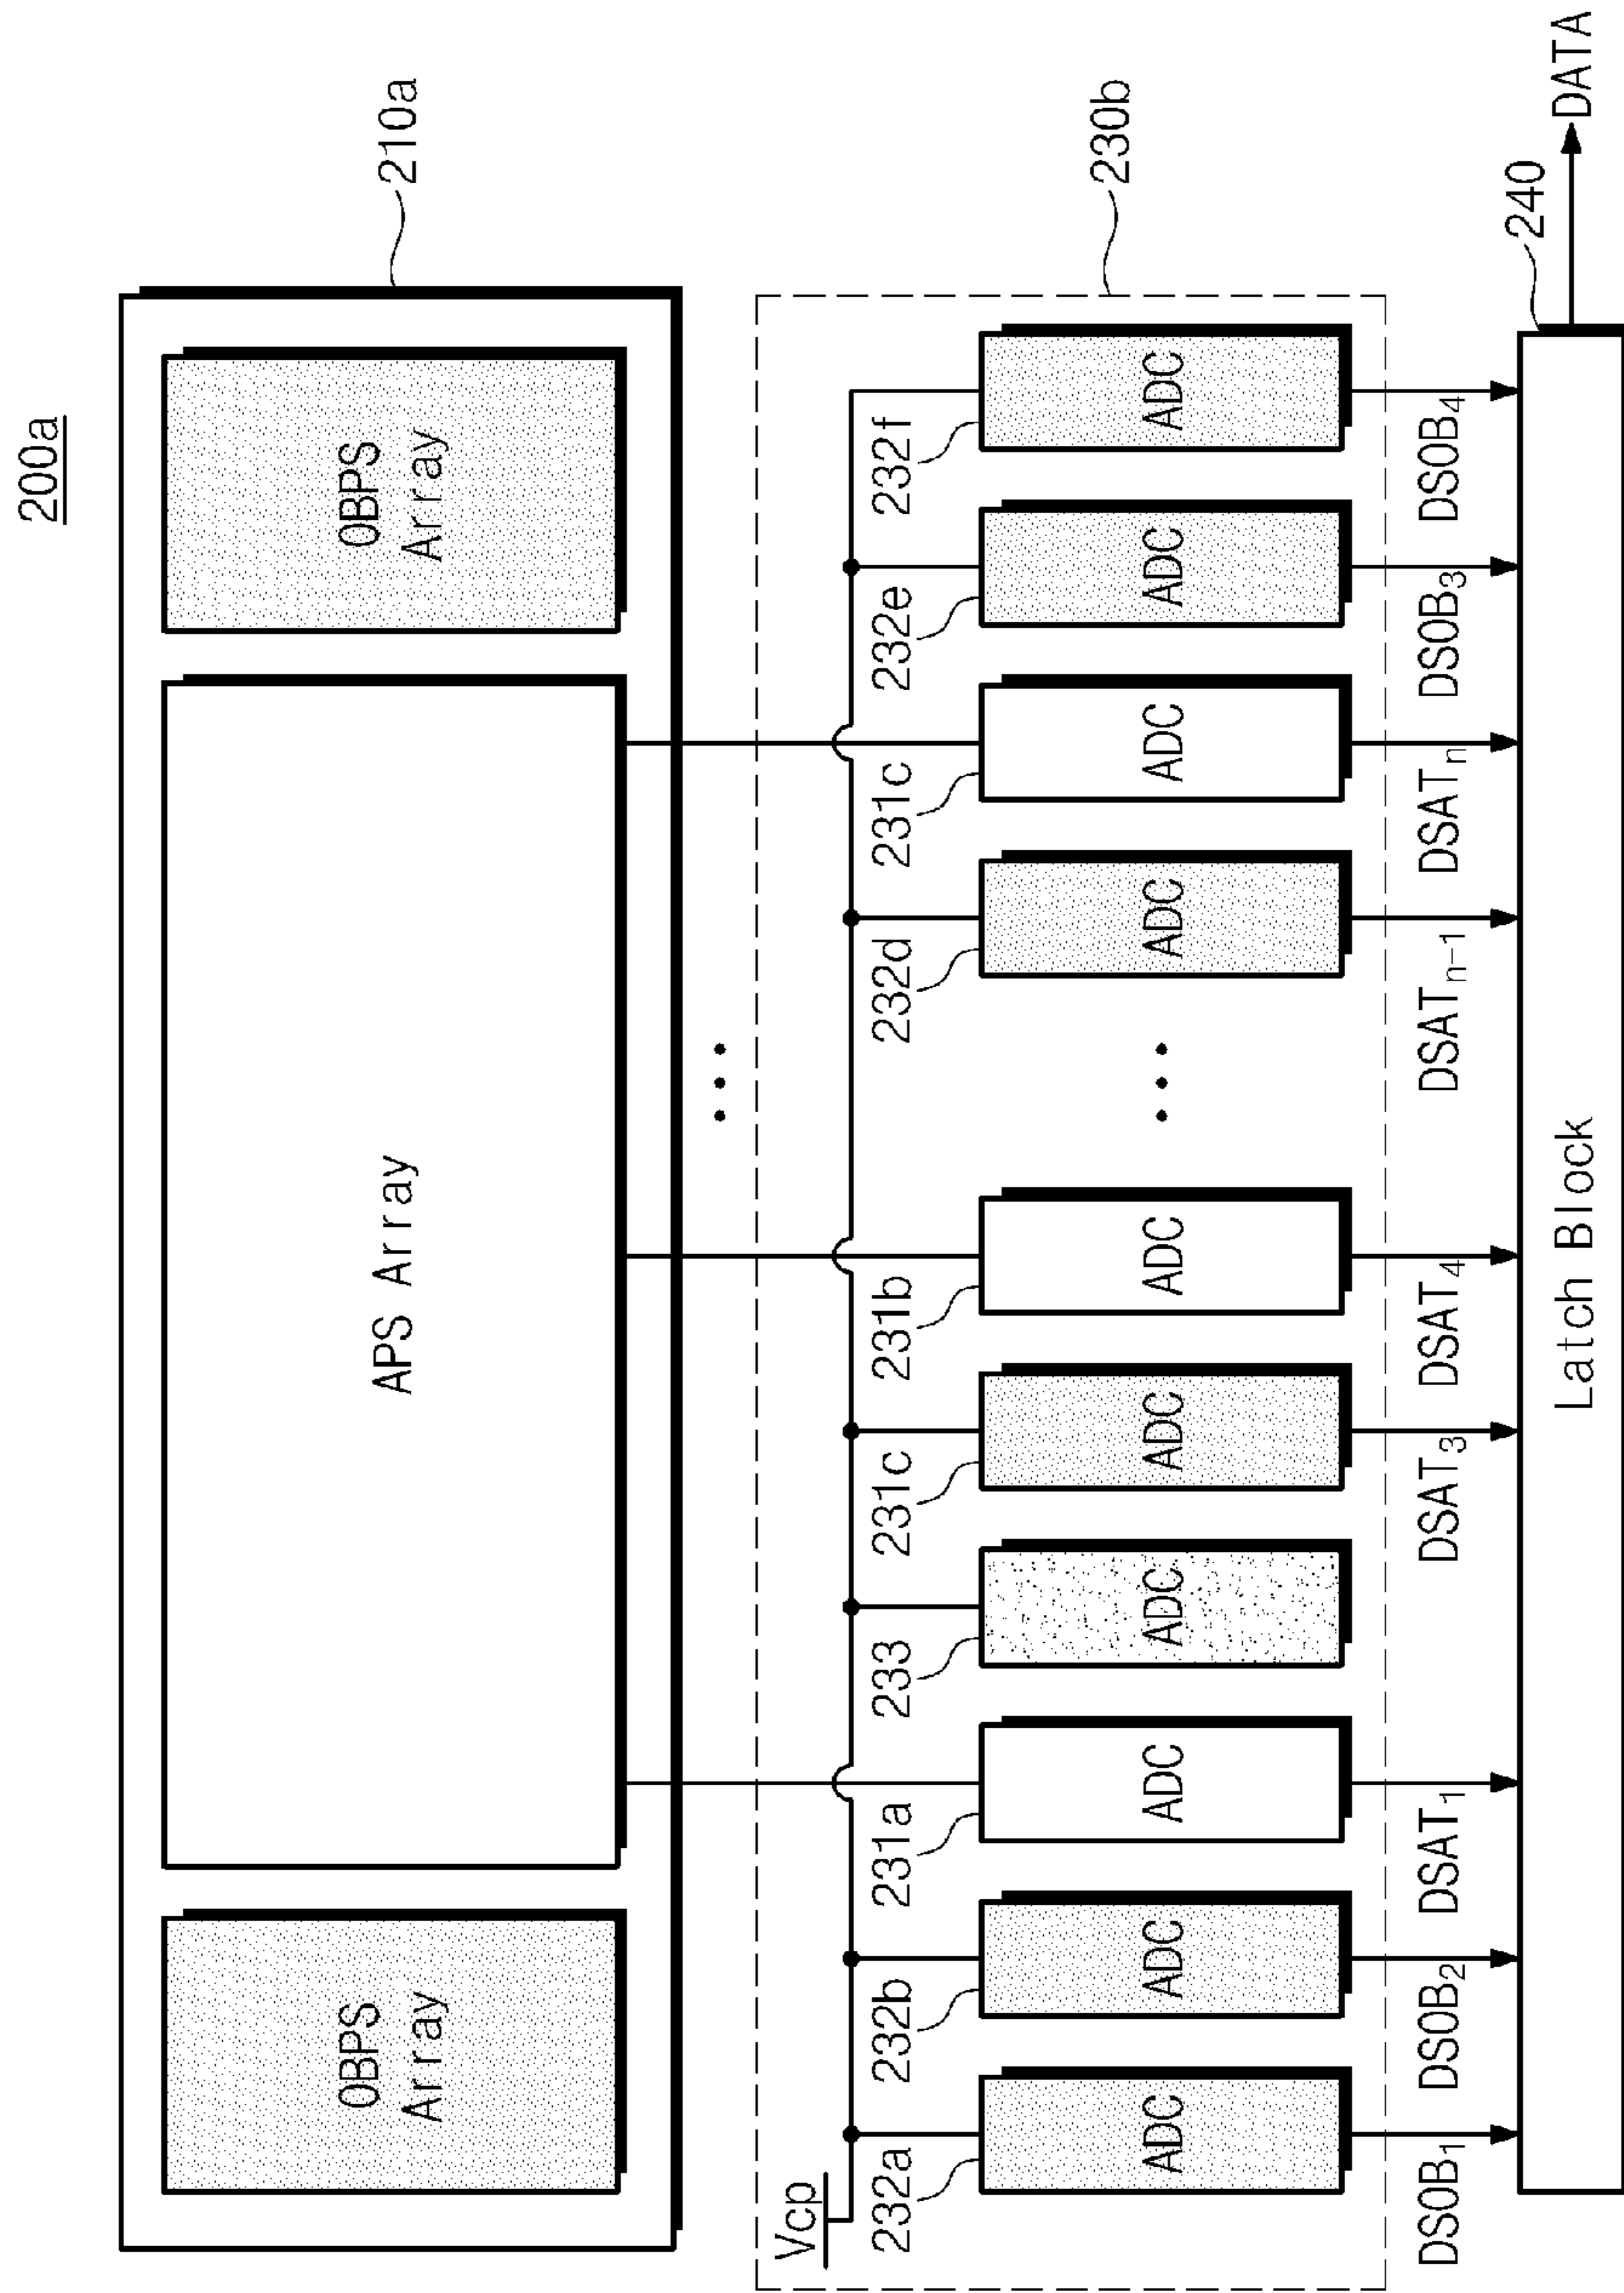 200a
OBPS
Array
APS Array
OBPS
Array
210a
Vcp
230b
232a
232b
231a
233
231c
231b
232d
231c
232e
232f
ADC
ADC
ADC
ADC
ADC
ADC
...
ADC
ADC
ADC
ADC
...
DSOB1
DSOB2
DSAT1
DSAT3
DSAT4
DSATn-1
DSATn
DSOB3
DSOB4
240
Latch Block
DATA